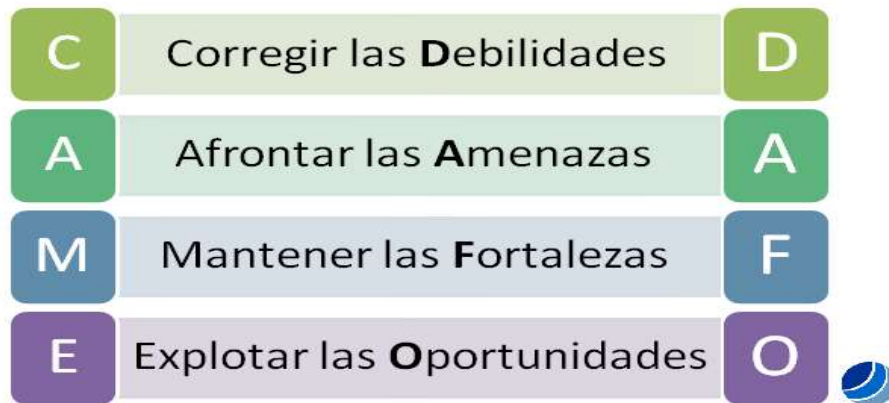 C Corregir las Debilidades D
A Afrontar las Amenazas A
M Mantener las Fortalezas F
E Explotar las Oportunidades O